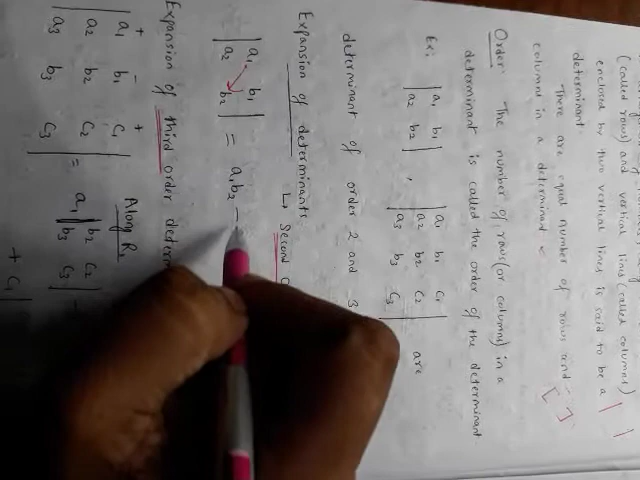 (called rows) and vertical lines (called columns)
enclosed by two vertical lines is said to be a
determinant.
There are equal number of rows and
column in a determinant
| |
[ ]
Order: The number of rows (or columns) in a
determinant is called the order of the determinant
Ex: | a₁ b₁ | , | a₁ b₁ c₁ |
| a₂ b₂ | | a₂ b₂ c₂ | are
| a₃ b₃ c₃ |
determinant of order 2 and 3
Expansion of determinants
↳ Second
| a₁ b₁ |
| a₂ b₂ | = a₁b₂ -
Expansion of third order
+ - + Along R₁
| a₁ b₁ c₁ |
| a₂ b₂ c₂ | = a₁ | b₂ c₂ | -
| a₃ b₃ c₃ | | b₃ c₃ |
+ c₁ |